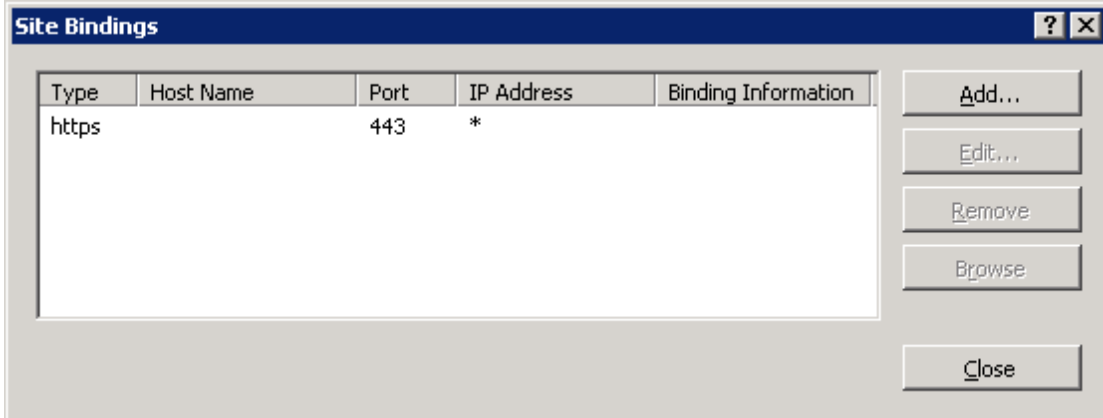 Site Bindings
Type Host Name Port IP Address Binding Information
https 443 *
Add...
Edit...
Remove
Browse
Close